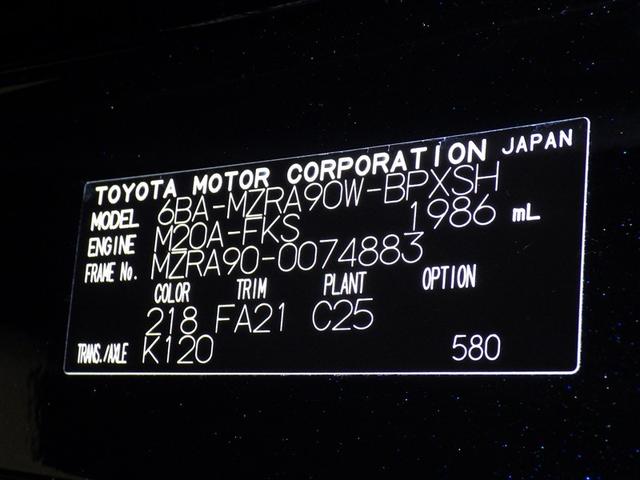 TOYOTA MOTOR CORPORATION JAPAN
MODEL 6BA-MZRA90W-BPXSH
ENGINE M20A-FKS 1986 mL
FRAME No. MZRA90-0074883
COLOR TRIM PLANT OPTION
218 FA21 C25
TRANS./AXLE K120 580